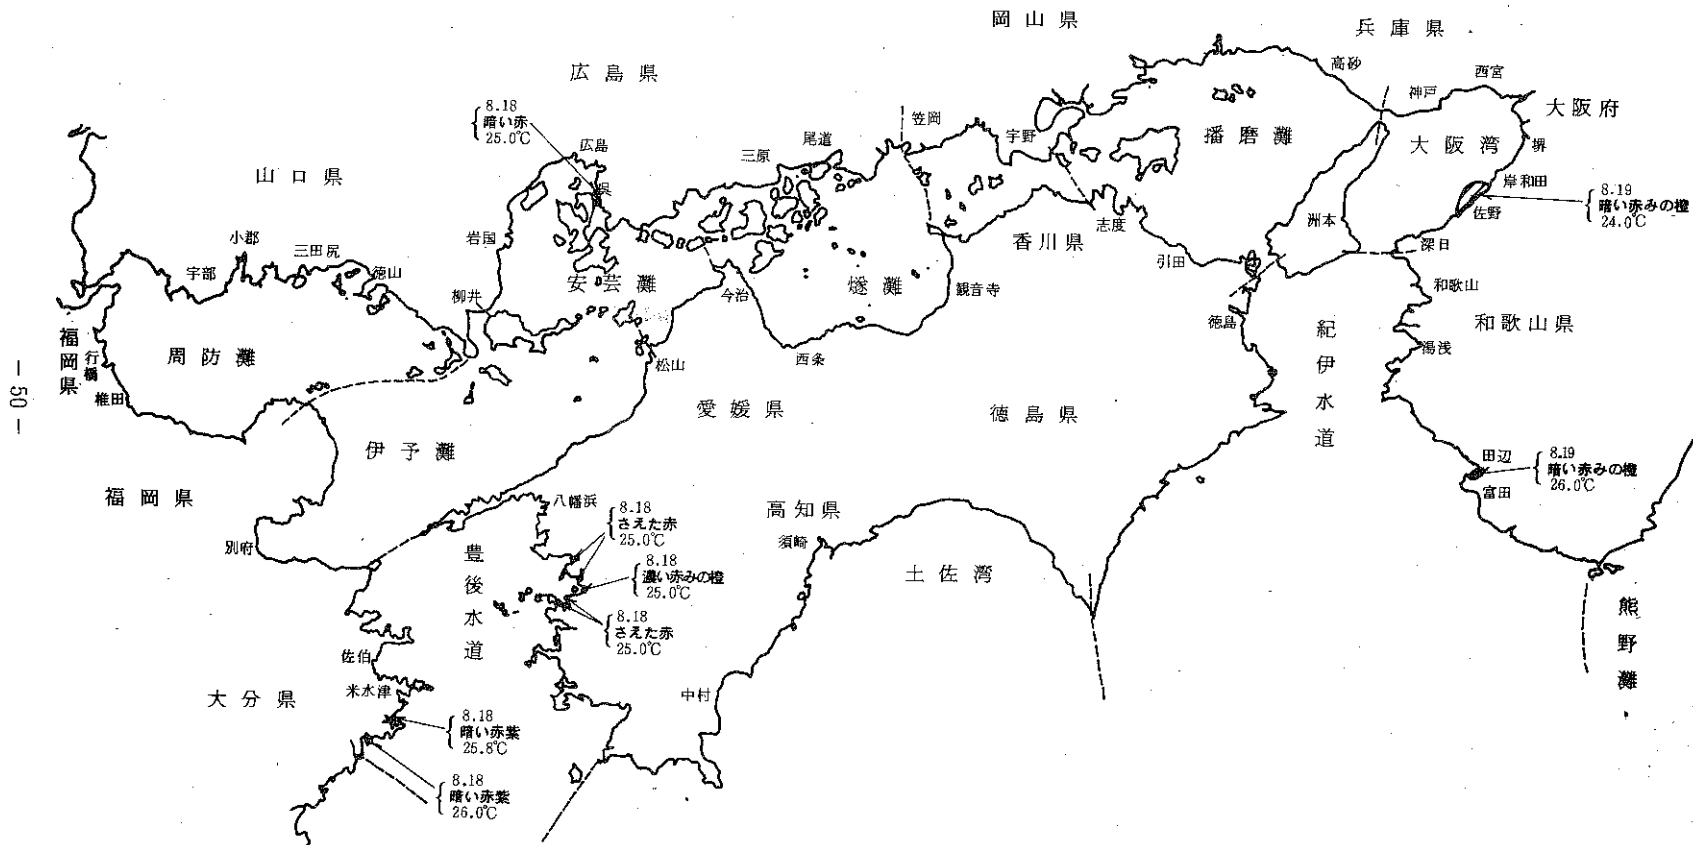 岡山県
兵庫県
広島県
8.18
暗い赤
25.0℃
広島
呉
三原
尾道
笠岡
宇野
高砂
神戸
西宮
大阪府
播磨灘
大阪湾
堺
岸和田
佐野
8.19
暗い赤みの橙
24.0℃
山口県
小郡
三田尻
宇部
徳山
岩国
柳井
安芸灘
今治
燧灘
観音寺
香川県
志度
引田
洲本
深日
和歌山
和歌山県
湯浅
徳島
紀伊水道
福岡県
行橋
椎田
周防灘
松山
西条
愛媛県
徳島県
伊予灘
福岡県
別府
八幡浜
豊後水道
8.18
さえた赤
25.0℃
8.18
濃い赤みの橙
25.0℃
8.18
さえた赤
25.0℃
高知県
須崎
土佐湾
田辺
富田
8.19
暗い赤みの橙
26.0℃
熊野灘
佐伯
米水津
大分県
中村
8.18
暗い赤紫
25.8℃
8.18
暗い赤紫
26.0℃
— 50 —